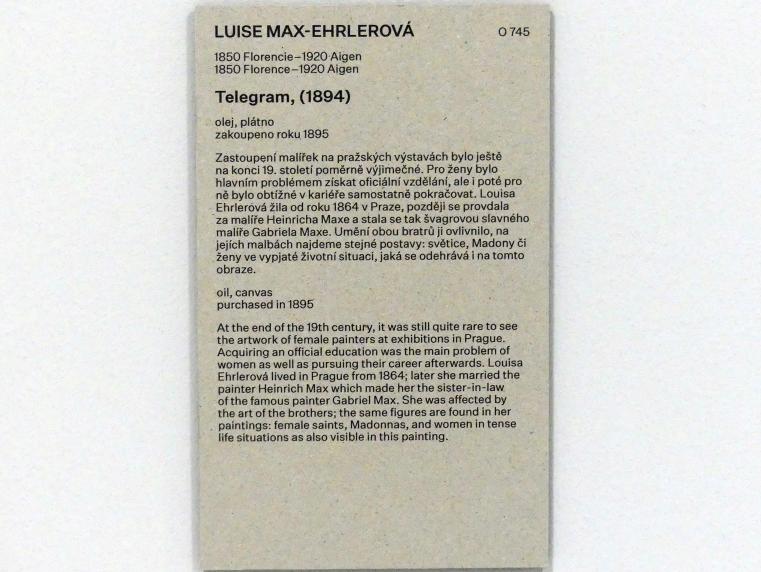 LUISE MAX-EHRLEROVÁ O 745
1850 Florencie–1920 Aigen
1850 Florence–1920 Aigen
Telegram, (1894)
olej, plátno
zakoupeno roku 1895
Zastoupení malířek na pražských výstavách bylo ještě
na konci 19. století poměrně výjimečné. Pro ženy bylo
hlavním problémem získat oficiální vzdělání, ale i poté pro
ně bylo obtížné v kariéře samostatně pokračovat. Louisa
Ehrlerová žila od roku 1864 v Praze, později se provdala
za malíře Heinricha Maxe a stala se tak švagrovou slavného
malíře Gabriela Maxe. Umění obou bratrů ji ovlivnilo, na
jejích malbách najdeme stejné postavy: světice, Madony či
ženy ve vypjaté životní situaci, jaká se odehrává i na tomto
obraze.
oil, canvas
purchased in 1895
At the end of the 19th century, it was still quite rare to see
the artwork of female painters at exhibitions in Prague.
Acquiring an official education was the main problem of
women as well as pursuing their career afterwards. Louisa
Ehrlerová lived in Prague from 1864; later she married the
painter Heinrich Max which made her the sister-in-law
of the famous painter Gabriel Max. She was affected by
the art of the brothers; the same figures are found in her
paintings: female saints, Madonnas, and women in tense
life situations as also visible in this painting.